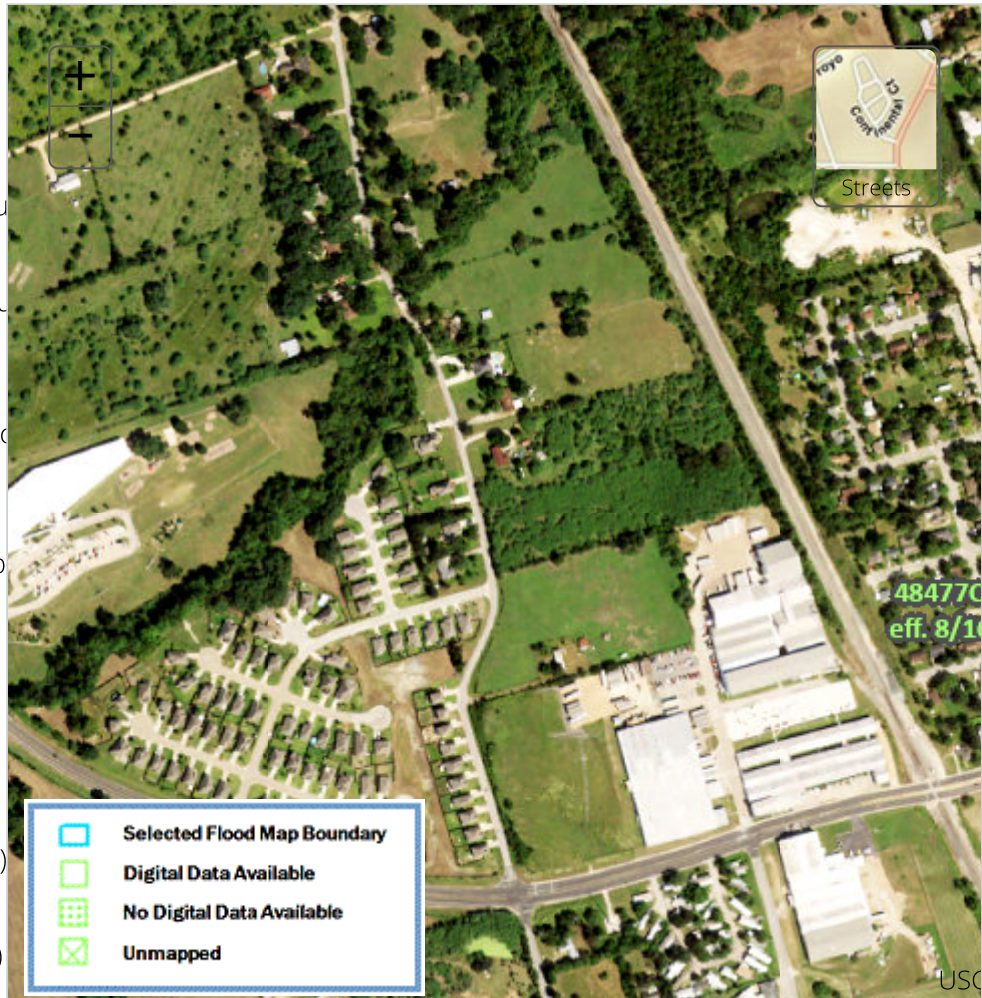 +
−
royo
Continental Ct
Streets
48477C
eff. 8/1
Selected Flood Map Boundary
Digital Data Available
No Digital Data Available
Unmapped
)
)
USG